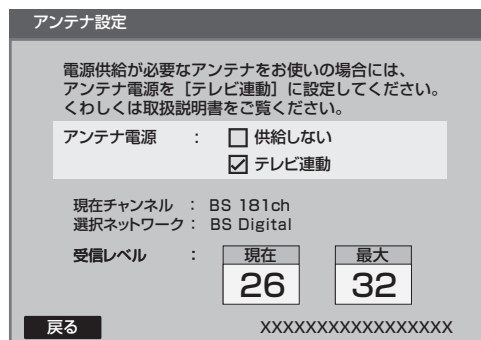 アンテナ設定
電源供給が必要なアンテナをお使いの場合には、
アンテナ電源を［テレビ連動］に設定してください。
くわしくは取扱説明書をご覧ください。
アンテナ電源 : 供給しない
テレビ連動
現在チャンネル : BS 181ch
選択ネットワーク : BS Digital
受信レベル : 現在 最大
26 32
戻る XXXXXXXXXXXXXXXXX